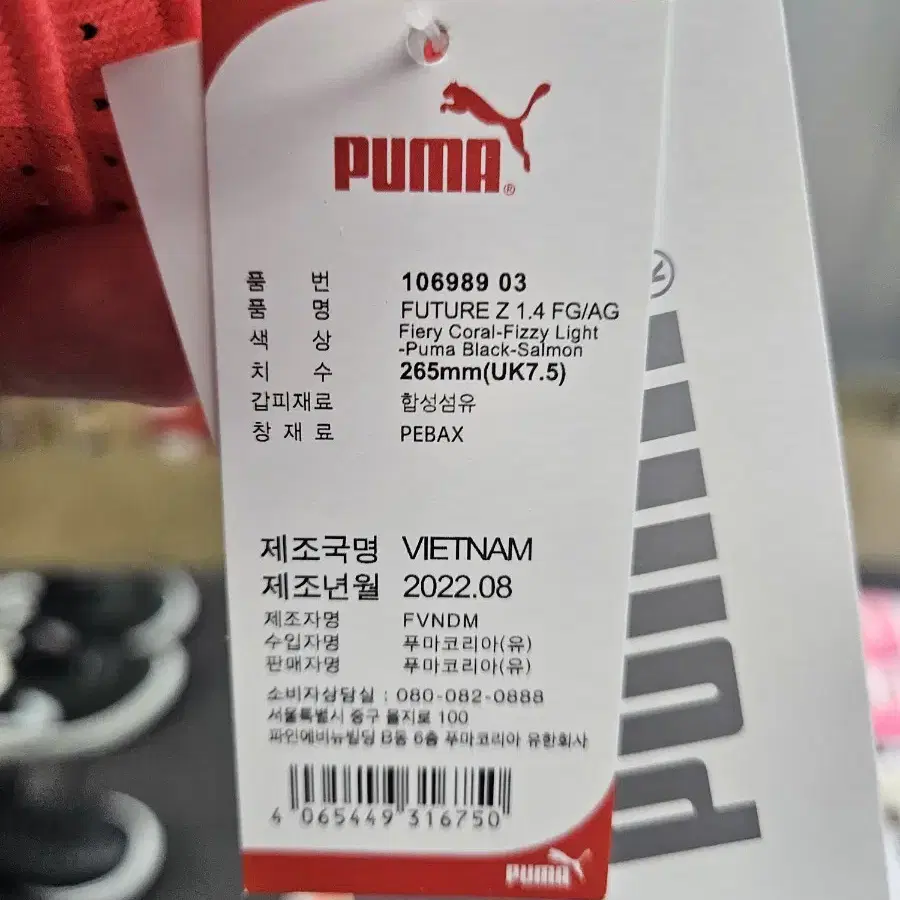 PUMA®
품 번 106989 03
품 명 FUTURE Z 1.4 FG/AG
색 상 Fiery Coral-Fizzy Light
-Puma Black-Salmon
치 수 265mm(UK7.5)
갑피재료 합성섬유
창 재 료 PEBAX
제조국명 VIETNAM
제조년월 2022.08
제조자명 FVNDM
수입자명 푸마코리아(유)
판매자명 푸마코리아(유)
소비자상담실 : 080-082-0888
서울특별시 중구 을지로 100
파인애비뉴빌딩 B동 6층 푸마코리아 유한회사
4 065449 316750
PUMA
PUM
®